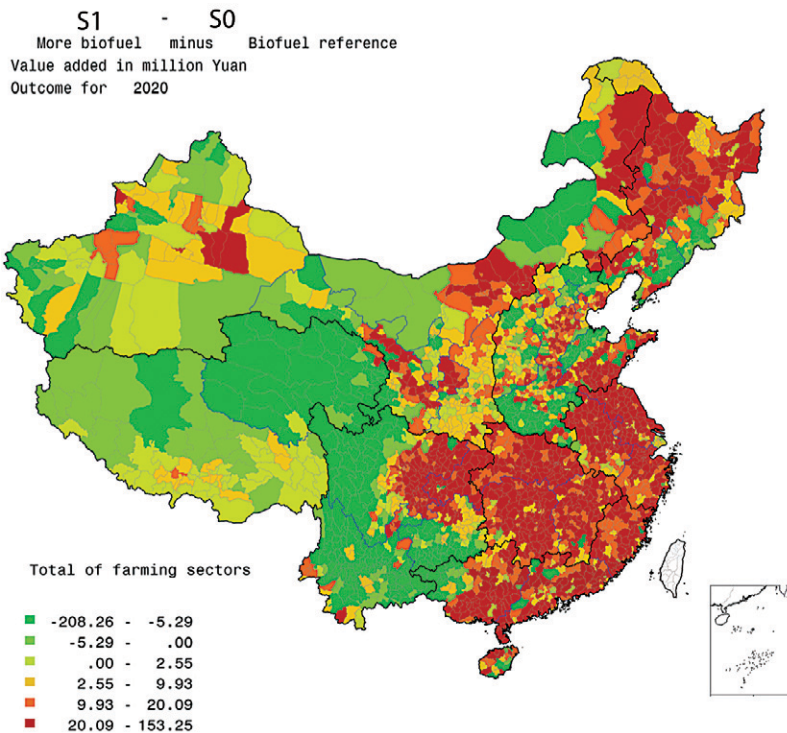 S1 - S0
More biofuel minus Biofuel reference
Value added in million Yuan
Outcome for 2020
Total of farming sectors
-208.26 - -5.29
-5.29 - .00
.00 - 2.55
2.55 - 9.93
9.93 - 20.09
20.09 - 153.25